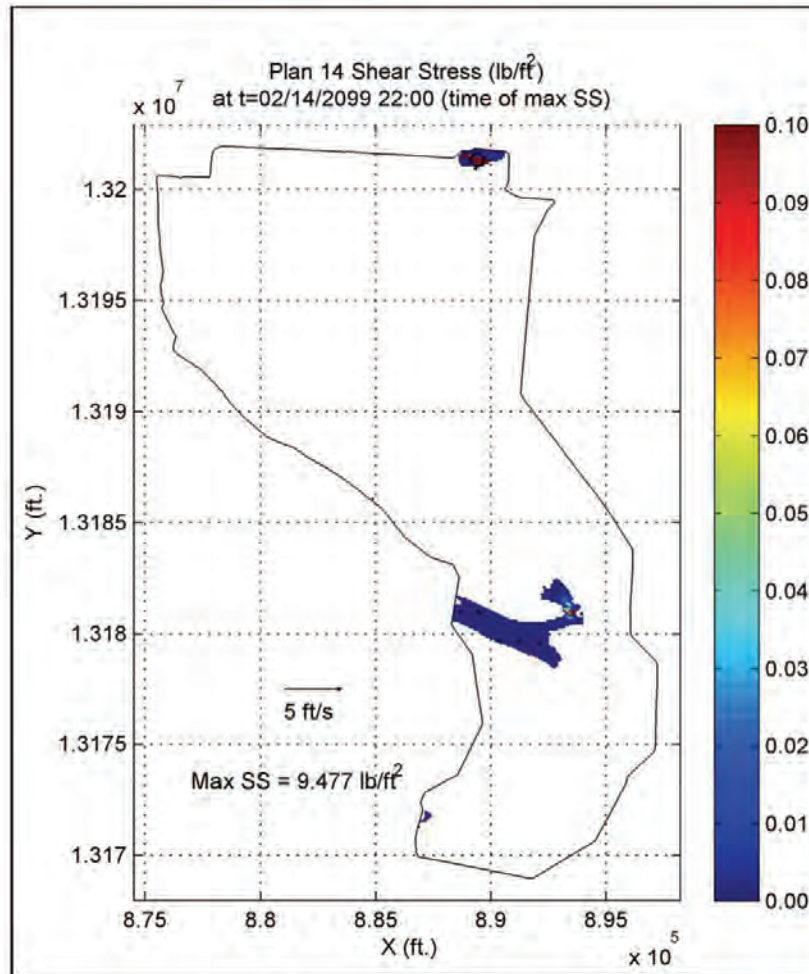 Plan 14 Shear Stress (lb/ft²)
at t=02/14/2099 22:00 (time of max SS)
x 10⁷
1.32
1.3195
1.319
1.3185
1.318
1.3175
1.317
Y (ft.)
5 ft/s
Max SS = 9.477 lb/ft²
8.75
8.8
8.85
8.9
8.95
X (ft.)
x 10⁵
0.10
0.09
0.08
0.07
0.06
0.05
0.04
0.03
0.02
0.01
0.00